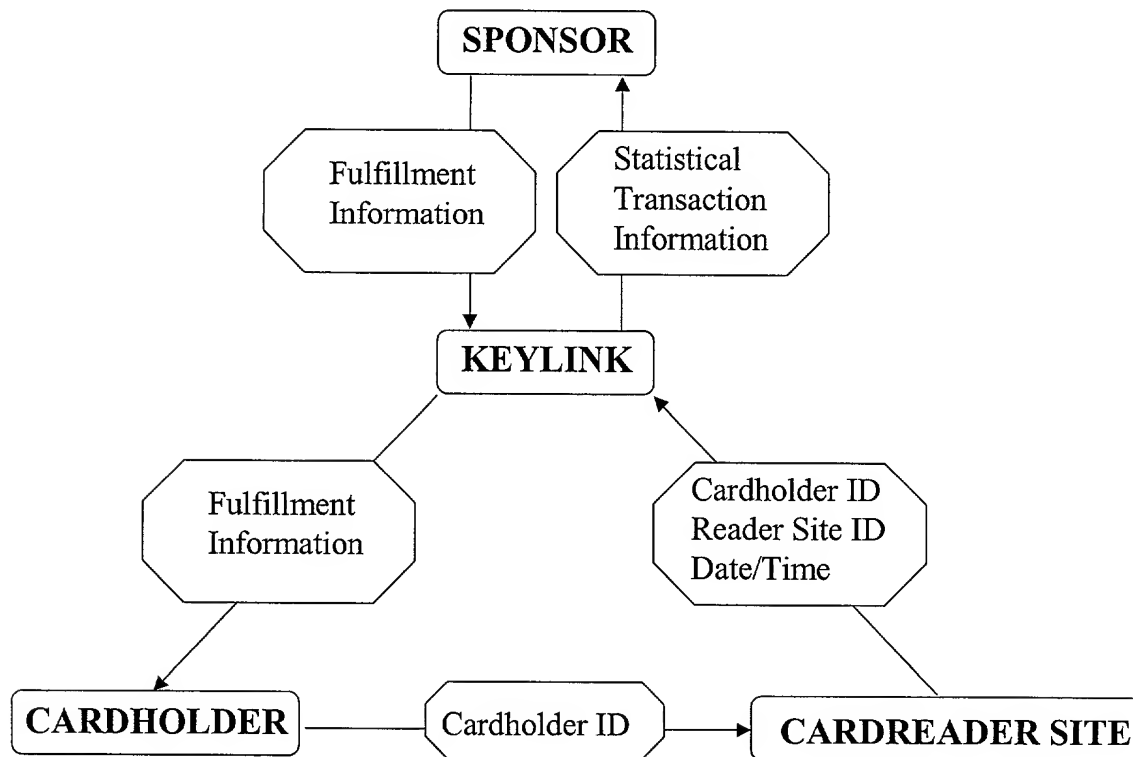 SPONSOR
Fulfillment
Information
Statistical
Transaction
Information
KEYLINK
Fulfillment
Information
Cardholder ID
Reader Site ID
Date/Time
CARDHOLDER
Cardholder ID
CARDREADER SITE